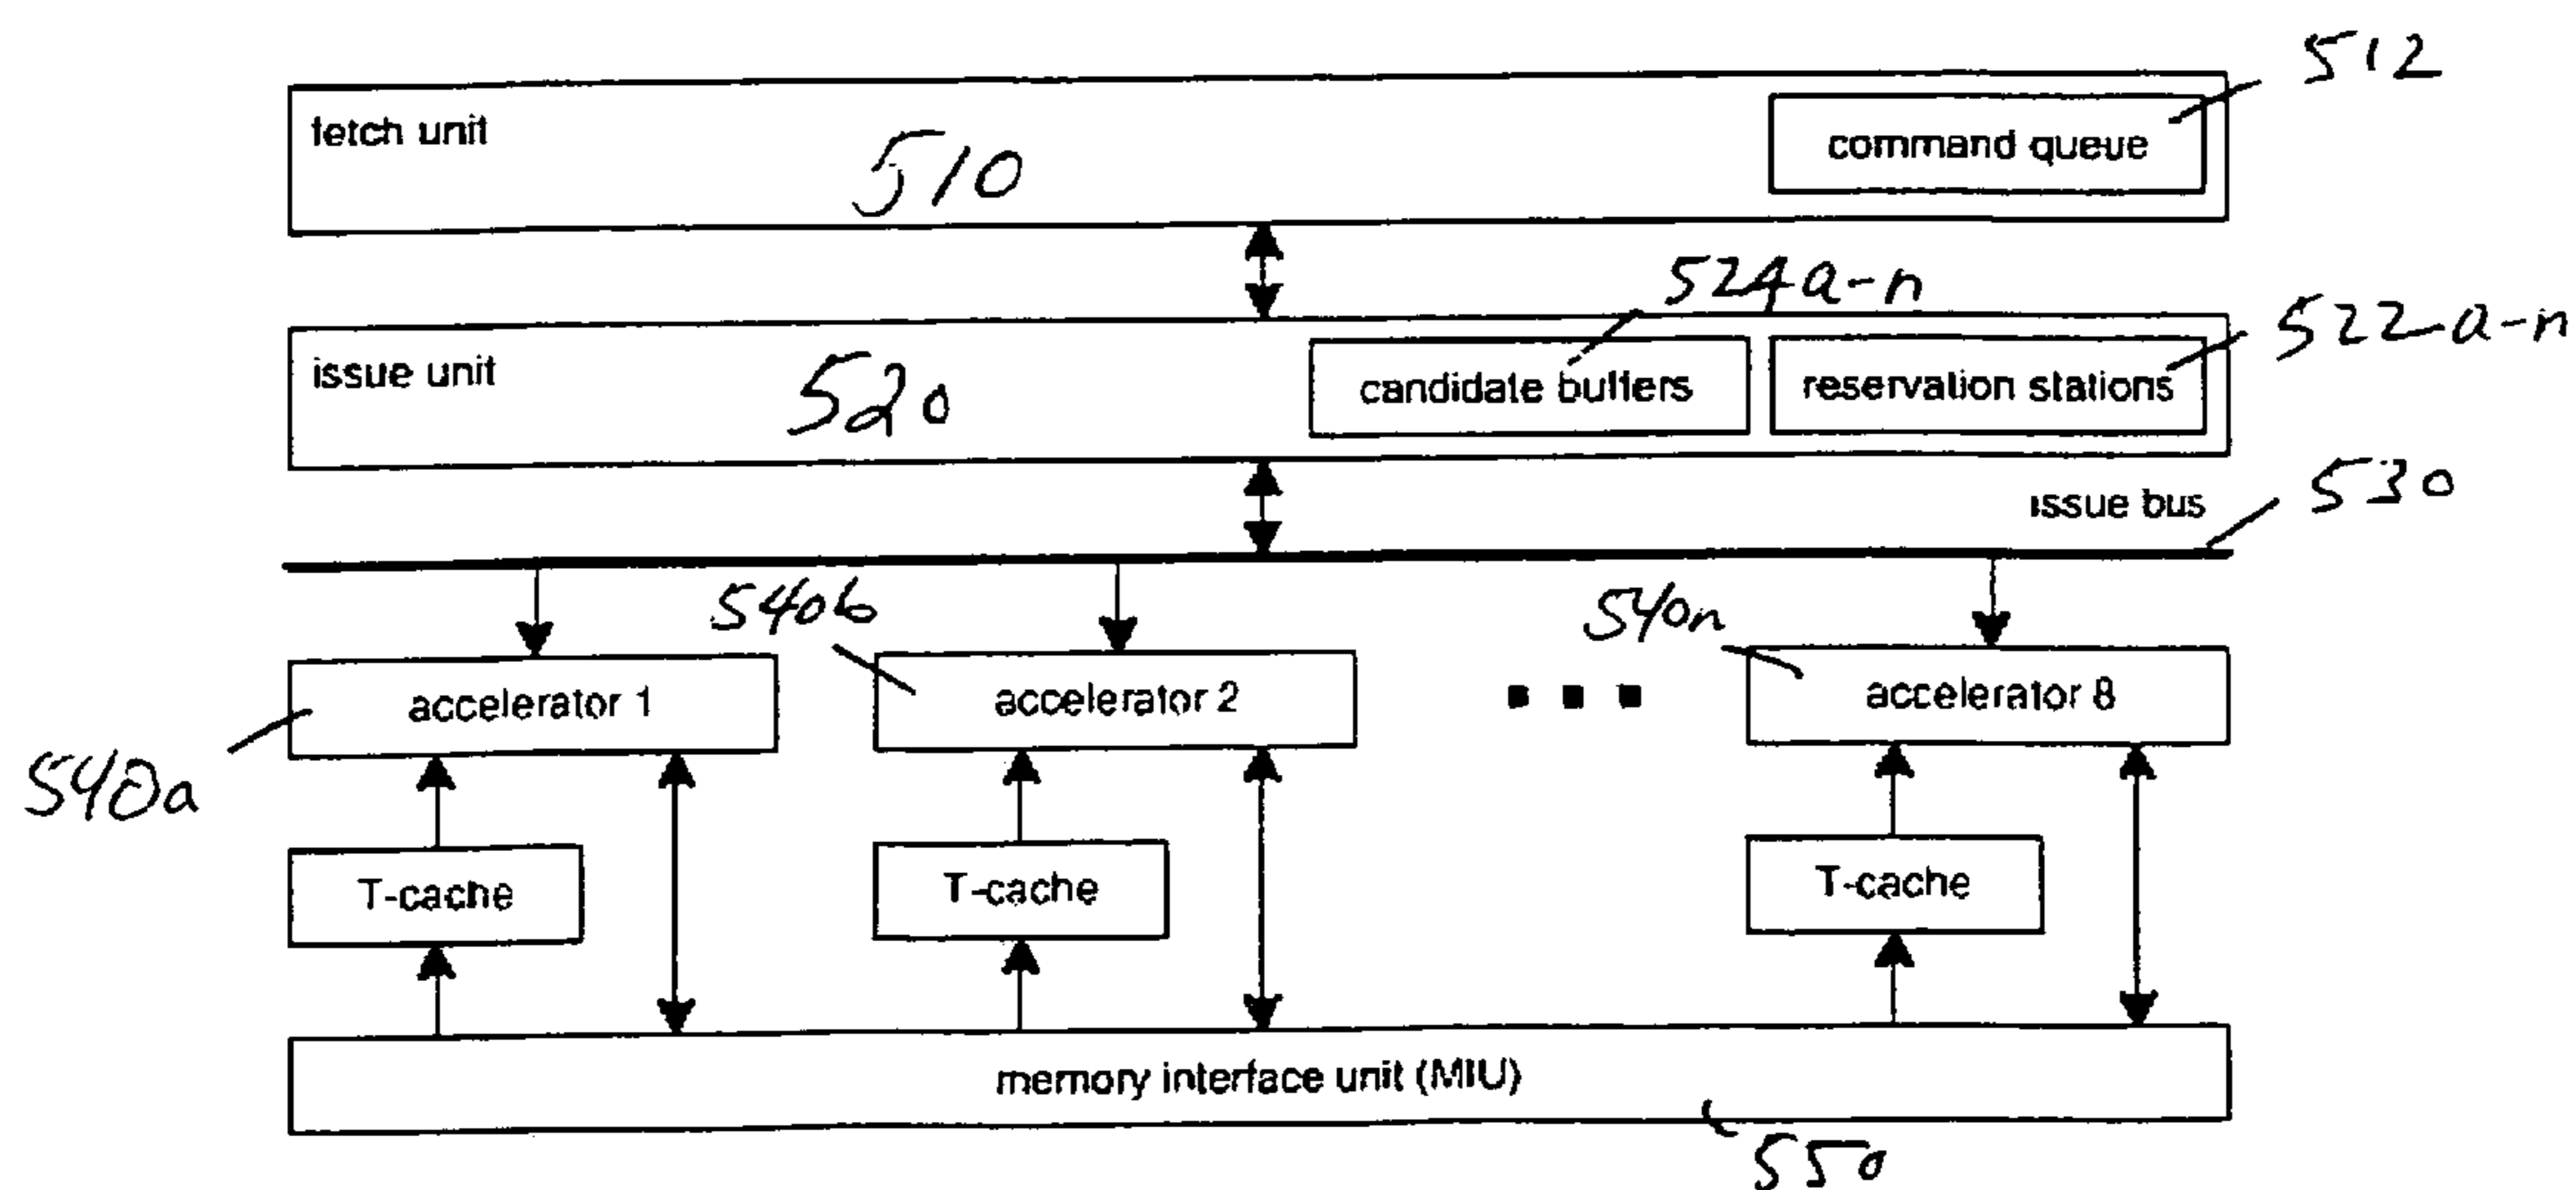 512
fetch unit
command queue
510
524a-n
522a-n
issue unit
520
candidate buffers
reservation stations
issue bus
530
540b
540n
accelerator 1
accelerator 2
accelerator 8
540a
T-cache
T-cache
T-cache
memory interface unit (MIU)
550